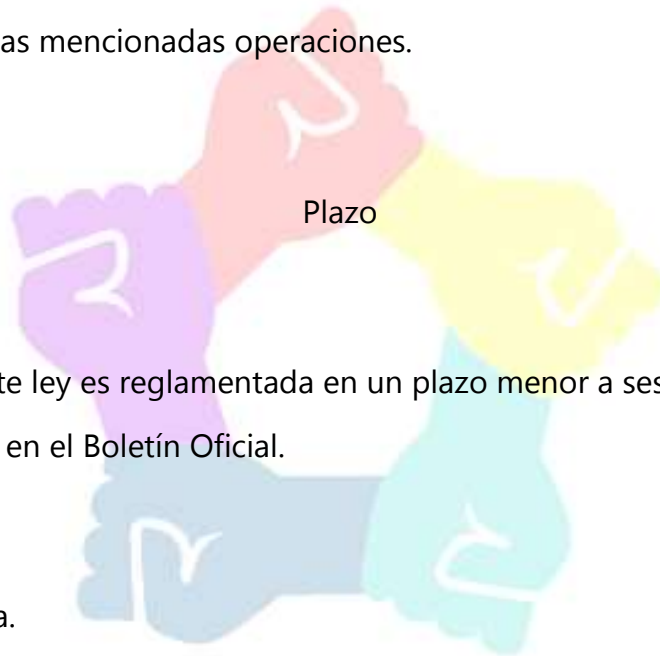 as mencionadas operaciones.
Plazo
te ley es reglamentada en un plazo menor a ses
en el Boletín Oficial.
a.